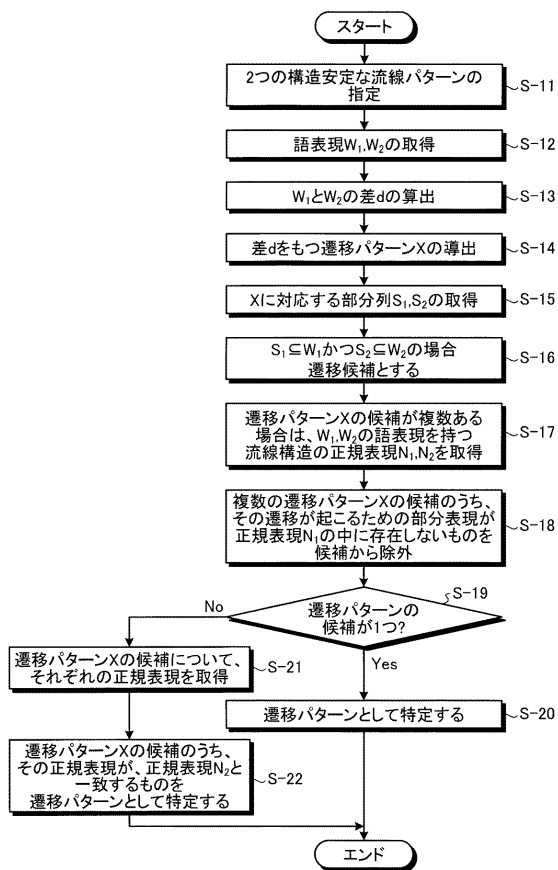 スタート
2つの構造安定な流線パターンの
指定
S-11
語表現W₁,W₂の取得
S-12
W₁とW₂の差dの算出
S-13
差dをもつ遷移パターンXの導出
S-14
Xに対応する部分列S₁,S₂の取得
S-15
S₁⊆W₁かつS₂⊆W₂の場合
遷移候補とする
S-16
遷移パターンXの候補が複数ある
場合は、W₁,W₂の語表現を持つ
流線構造の正規表現N₁,N₂を取得
S-17
複数の遷移パターンXの候補のうち、
その遷移が起こるための部分表現が
正規表現N₁の中に存在しないものを
候補から除外
S-18
S-19
遷移パターンの
候補が1つ?
No
Yes
遷移パターンXの候補について、
それぞれの正規表現を取得
S-21
遷移パターンとして特定する
S-20
遷移パターンXの候補のうち、
その正規表現が、正規表現N₂と
一致するものを
遷移パターンとして特定する
S-22
エンド